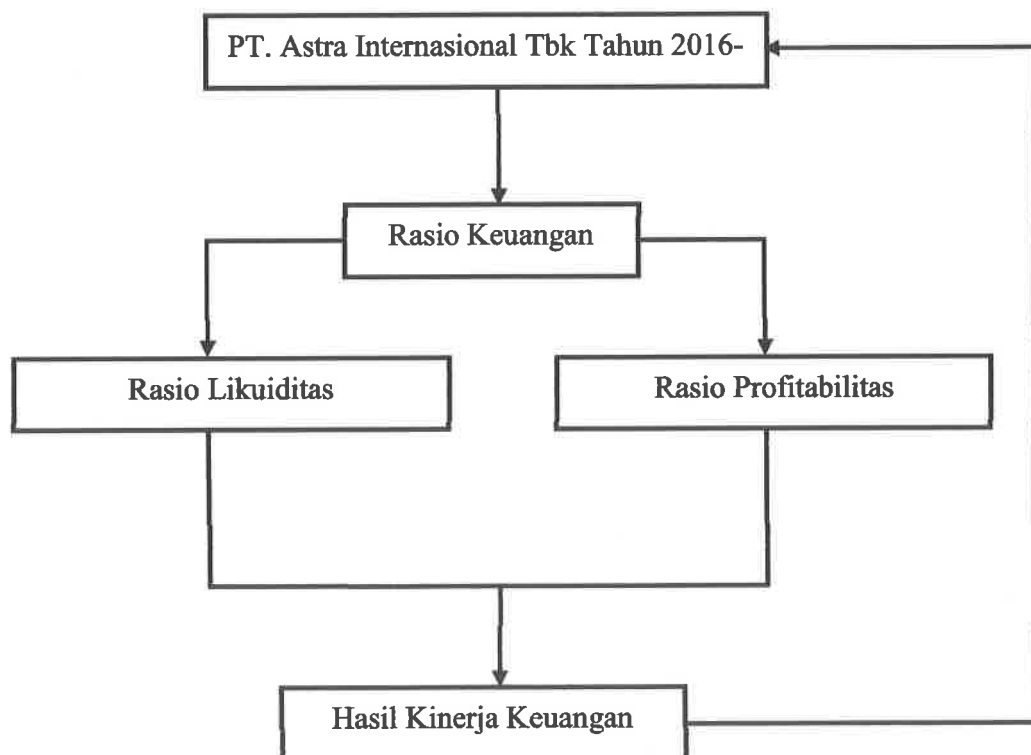 PT. Astra Internasional Tbk Tahun 2016-
Rasio Keuangan
Rasio Likuiditas
Rasio Profitabilitas
Hasil Kinerja Keuangan